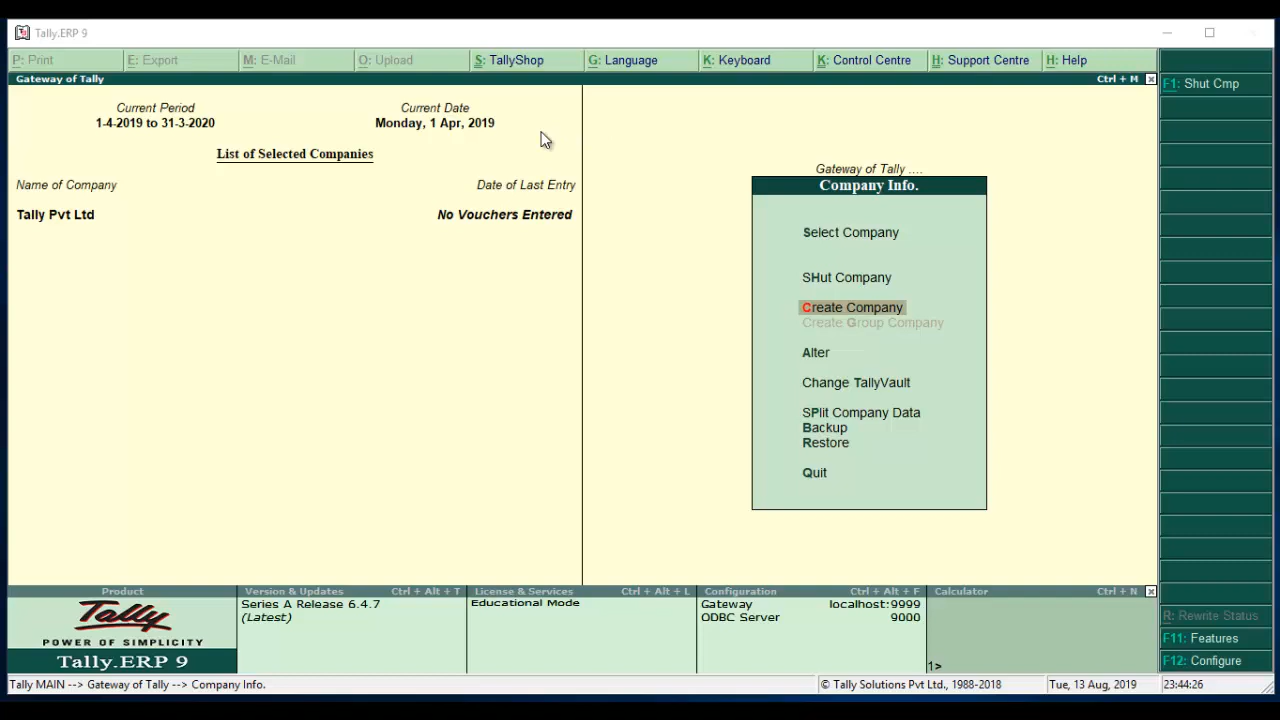 Tally.ERP 9
P: Print
E: Export
M: E-Mail
O: Upload
S: TallyShop
G: Language
K: Keyboard
K: Control Centre
H: Support Centre
H: Help
Gateway of Tally
Ctrl + M
Current Period
1-4-2019 to 31-3-2020
Current Date
Monday, 1 Apr, 2019
List of Selected Companies
Name of Company
Date of Last Entry
Tally Pvt Ltd
No Vouchers Entered
Gateway of Tally ....
Company Info.
Select Company
SHut Company
Create Company
Create Group Company
Alter
Change TallyVault
SPlit Company Data
Backup
Restore
Quit
F1: Shut Cmp
R: Rewrite Status
F11: Features
F12: Configure
Product
Tally
POWER OF SIMPLICITY
Tally.ERP 9
Version & Updates
Ctrl + Alt + T
Series A Release 6.4.7
(Latest)
License & Services
Ctrl + Alt + L
Educational Mode
Configuration
Ctrl + Alt + F
Gateway localhost:9999
ODBC Server 9000
Calculator
Ctrl + N
1>
Tally MAIN --> Gateway of Tally --> Company Info.
© Tally Solutions Pvt Ltd., 1988-2018
Tue, 13 Aug, 2019
23:44:26